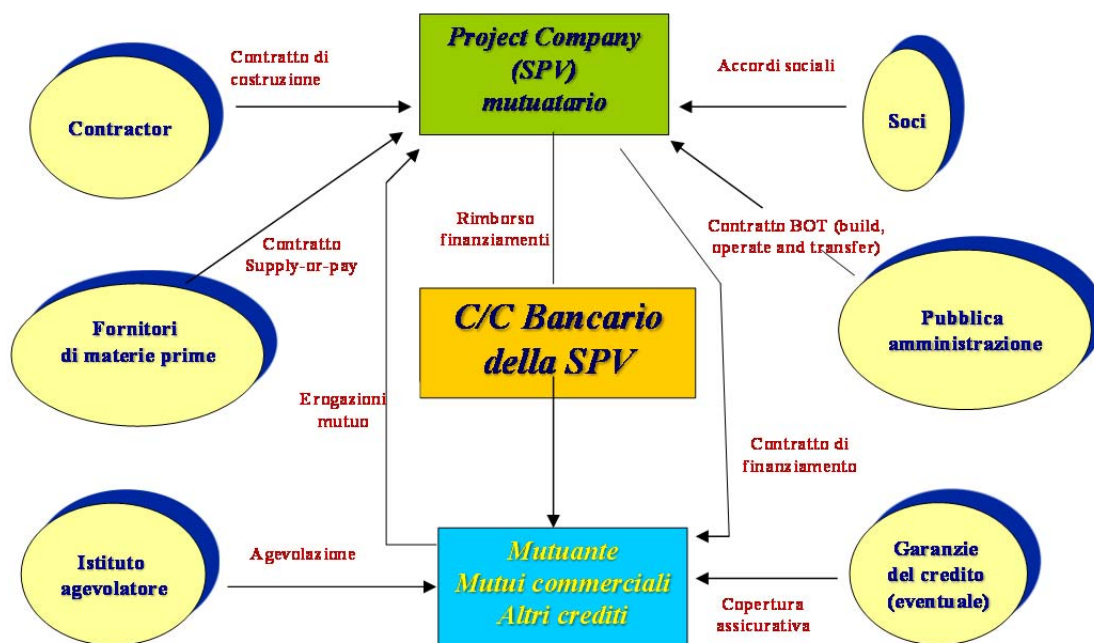 Project Company
(SPV)
mutuatario
Contratto di
costruzione
Accordi sociali
Contractor
Soci
Rimborso
finanziamenti
Contratto BOT (build,
operate and transfer)
Contratto
Supply-or-pay
C/C Bancario
della SPV
Fornitori
di materie prime
Pubblica
amministrazione
Erogazioni
mutuo
Contratto di
finanziamento
Istituto
agevolatore
Agevolazione
Mutuante
Mutui commerciali
Altri crediti
Garanzie
del credito
(eventuale)
Copertura
assicurativa